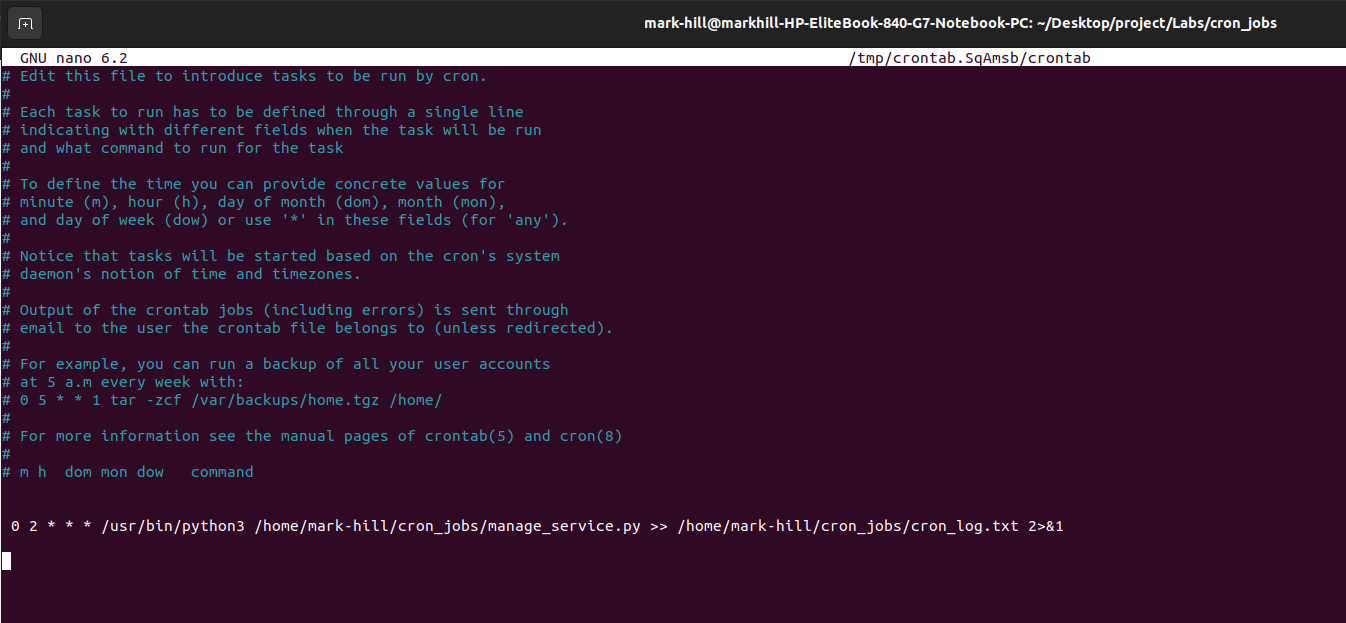 mark-hill@markhill-HP-EliteBook-840-G7-Notebook-PC: ~/Desktop/project/Labs/cron_jobs
GNU nano 6.2 /tmp/crontab.SqAmsb/crontab
# Edit this file to introduce tasks to be run by cron.
#
# Each task to run has to be defined through a single line
# indicating with different fields when the task will be run
# and what command to run for the task
#
# To define the time you can provide concrete values for
# minute (m), hour (h), day of month (dom), month (mon),
# and day of week (dow) or use '*' in these fields (for 'any').
#
# Notice that tasks will be started based on the cron's system
# daemon's notion of time and timezones.
#
# Output of the crontab jobs (including errors) is sent through
# email to the user the crontab file belongs to (unless redirected).
#
# For example, you can run a backup of all your user accounts
# at 5 a.m every week with:
# 0 5 * * 1 tar -zcf /var/backups/home.tgz /home/
#
# For more information see the manual pages of crontab(5) and cron(8)
#
# m h  dom mon dow   command
0 2 * * * /usr/bin/python3 /home/mark-hill/cron_jobs/manage_service.py >> /home/mark-hill/cron_jobs/cron_log.txt 2>&1